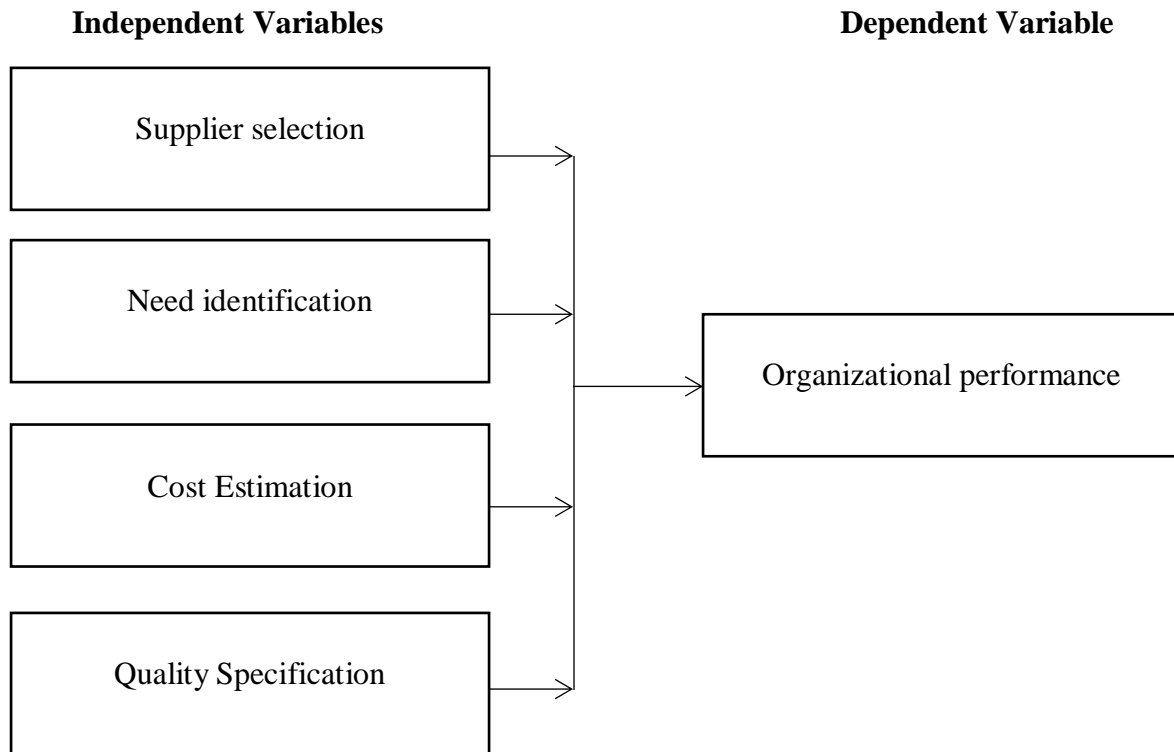 Independent Variables
Dependent Variable
Supplier selection
Need identification
Organizational performance
Cost Estimation
Quality Specification